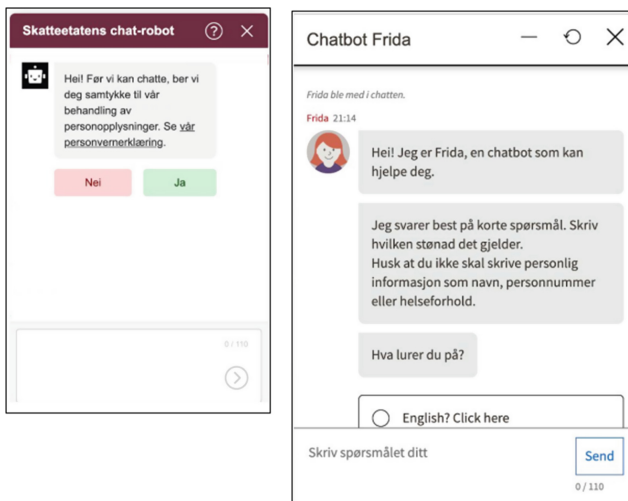 Skatteetatens chat-robot
Hei! Før vi kan chatte, ber vi
deg samtykke til vår
behandling av
personopplysninger. Se vår
personvernerklæring.
Nei Ja
0 / 110
Chatbot Frida
Frida ble med i chatten.
Frida 21:14
Hei! Jeg er Frida, en chatbot som kan
hjelpe deg.
Jeg svarer best på korte spørsmål. Skriv
hvilken stønad det gjelder.
Husk at du ikke skal skrive personlig
informasjon som navn, personnummer
eller helseforhold.
Hva lurer du på?
English? Click here
Skriv spørsmålet ditt
Send
0 / 110